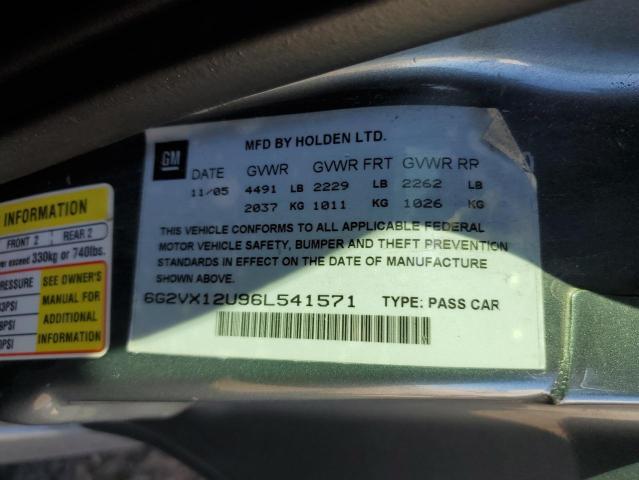 GM
MFD BY HOLDEN LTD.
DATE GVWR GVWR FRT GVWR RR
11/05 4491 LB 2229 LB 2262 LB
2037 KG 1011 KG 1026 KG
THIS VEHICLE CONFORMS TO ALL APPLICABLE FEDERAL
MOTOR VEHICLE SAFETY, BUMPER AND THEFT PREVENTION
STANDARDS IN EFFECT ON THE DATE OF MANUFACTURE
SHOWN ABOVE.
6G2VX12U96L541571 TYPE: PASS CAR
INFORMATION
FRONT 2 REAR 2
exceed 330kg or 740lbs.
PRESSURE SEE OWNER'S
MANUAL FOR
ADDITIONAL
INFORMATION